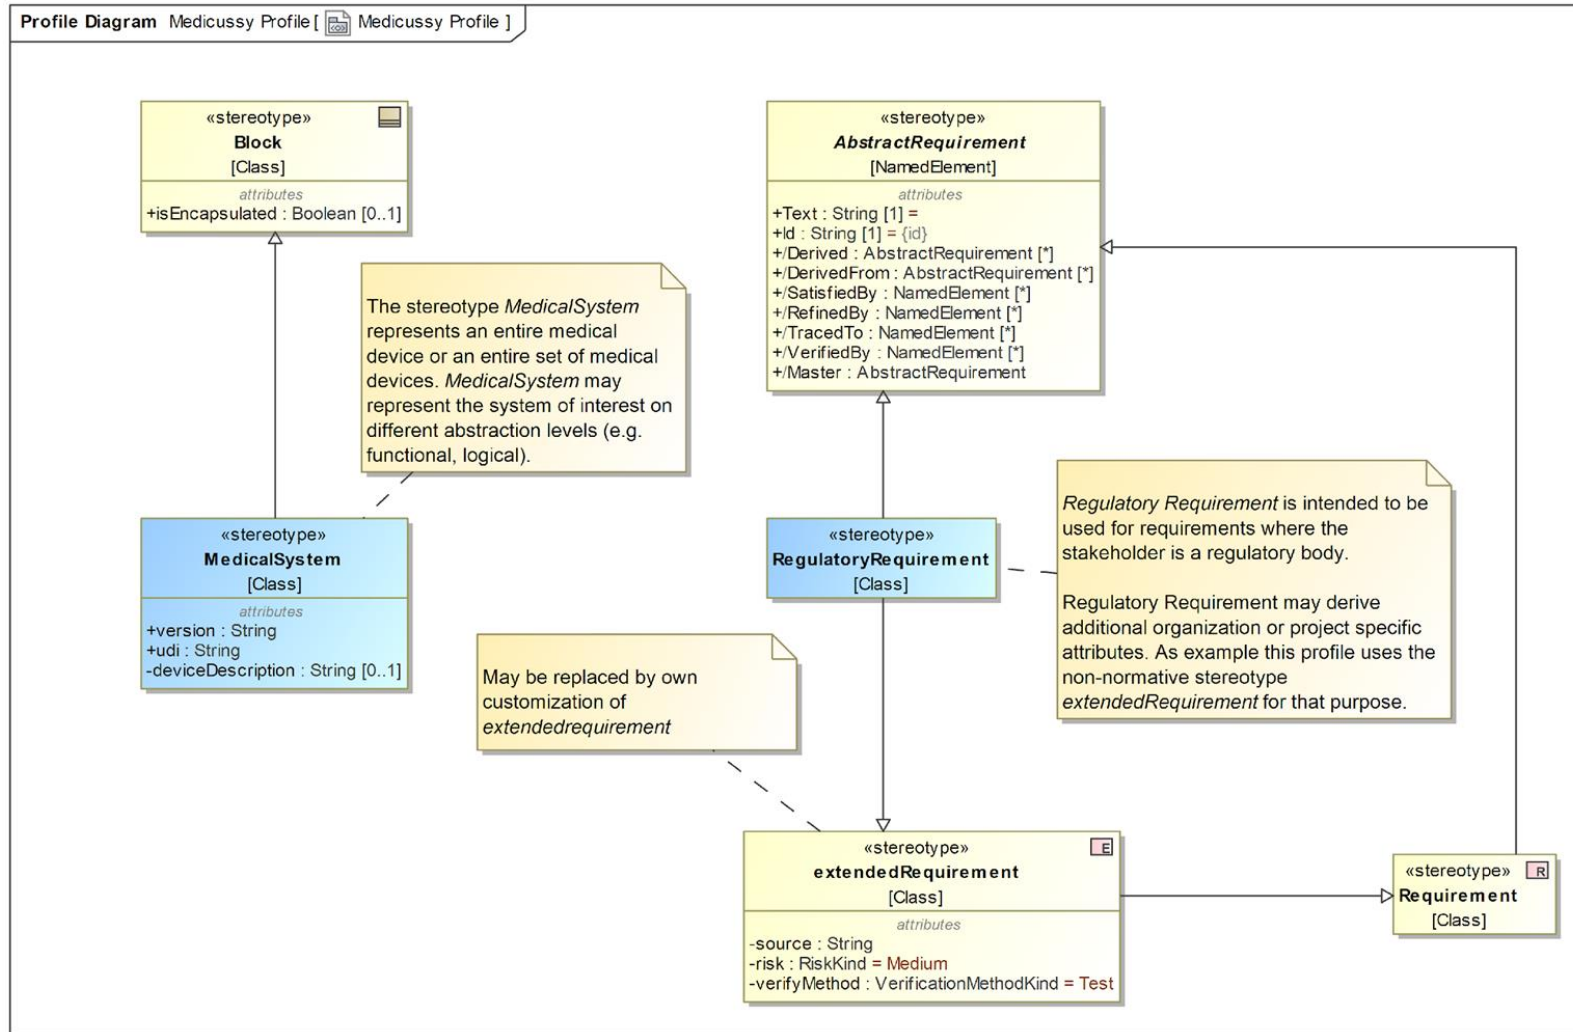 Profile Diagram Medicussy Profile [ Medicussy Profile ]
«stereotype»
Block
[Class]
attributes
+isEncapsulated : Boolean [0..1]
«stereotype»
AbstractRequirement
[NamedElement]
attributes
+Text : String [1] =
+Id : String [1] = {id}
+/Derived : AbstractRequirement [*]
+/DerivedFrom : AbstractRequirement [*]
+/SatisfiedBy : NamedElement [*]
+/RefinedBy : NamedElement [*]
+/TracedTo : NamedElement [*]
+/VerifiedBy : NamedElement [*]
+/Master : AbstractRequirement
The stereotype MedicalSystem
represents an entire medical
device or an entire set of medical
devices. MedicalSystem may
represent the system of interest on
different abstraction levels (e.g.
functional, logical).
«stereotype»
MedicalSystem
[Class]
attributes
+version : String
+udi : String
-deviceDescription : String [0..1]
«stereotype»
RegulatoryRequirement
[Class]
Regulatory Requirement is intended to be
used for requirements where the
stakeholder is a regulatory body.
Regulatory Requirement may derive
additional organization or project specific
attributes. As example this profile uses the
non-normative stereotype
extendedRequirement for that purpose.
May be replaced by own
customization of
extendedrequirement
«stereotype»
E
extendedRequirement
[Class]
attributes
-source : String
-risk : RiskKind = Medium
-verifyMethod : VerificationMethodKind = Test
«stereotype»
R
Requirement
[Class]